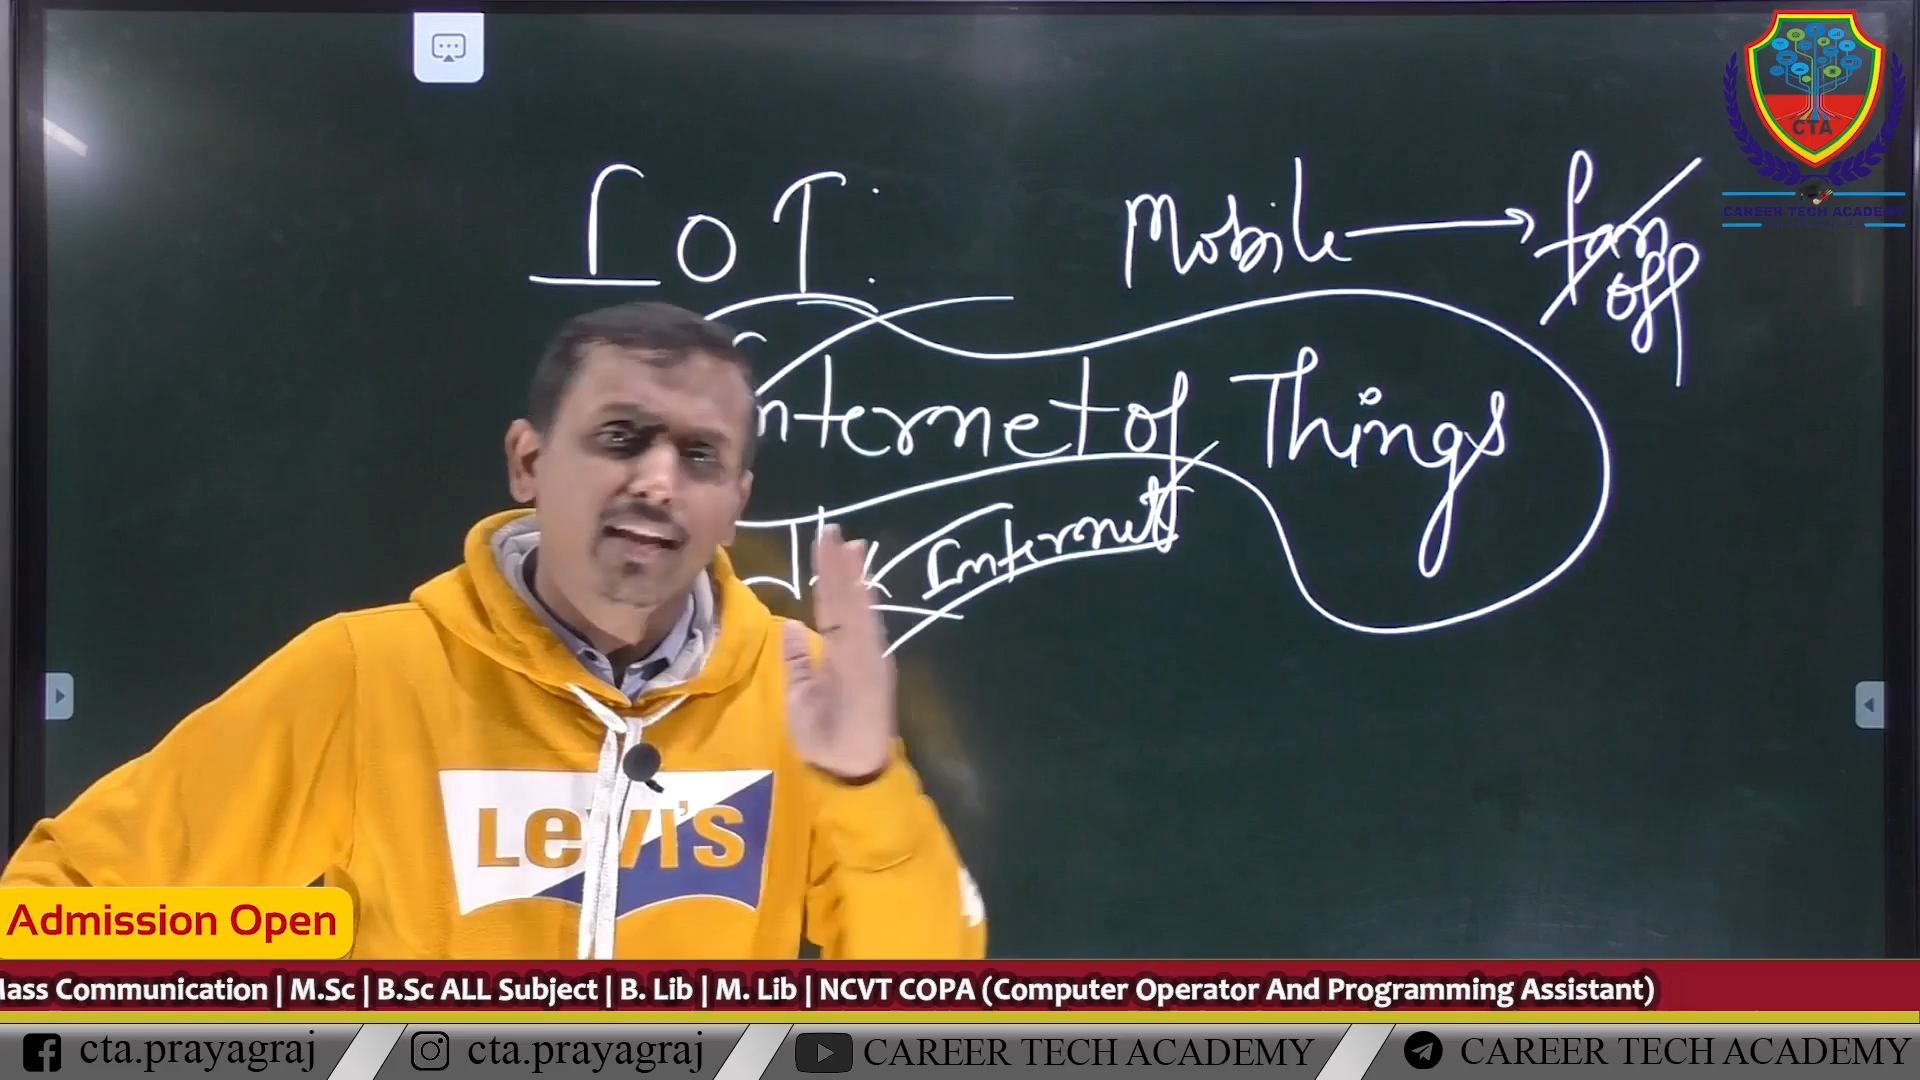 IoT:
Mobile → fan off
Internet of Things
Internet
CTA
CAREER TECH ACADEMY
LEVI'S
Admission Open
Mass Communication | M.Sc | B.Sc ALL Subject | B. Lib | M. Lib | NCVT COPA (Computer Operator And Programming Assistant)
cta.prayagraj
cta.prayagraj
CAREER TECH ACADEMY
CAREER TECH ACADEMY